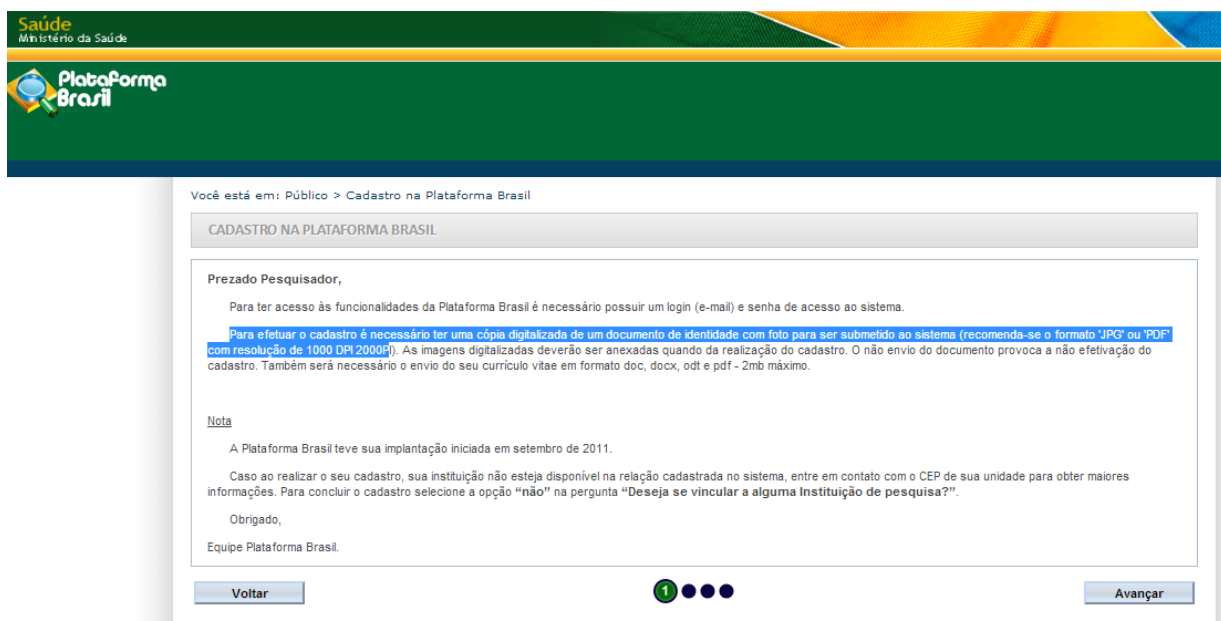 Saúde
Ministério da Saúde
Plataforma
Brasil
Você está em: Público > Cadastro na Plataforma Brasil
CADASTRO NA PLATAFORMA BRASIL
Prezado Pesquisador,
Para ter acesso às funcionalidades da Plataforma Brasil é necessário possuir um login (e-mail) e senha de acesso ao sistema.
Para efetuar o cadastro é necessário ter uma cópia digitalizada de um documento de identidade com foto para ser submetido ao sistema (recomenda-se o formato 'JPG' ou 'PDF'
com resolução de 1000 DPI 2000PI). As imagens digitalizadas deverão ser anexadas quando da realização do cadastro. O não envio do documento provoca a não efetivação do
cadastro. Também será necessário o envio do seu currículo vitae em formato doc, docx, odt e pdf - 2mb máximo.
Nota
A Plataforma Brasil teve sua implantação iniciada em setembro de 2011.
Caso ao realizar o seu cadastro, sua instituição não esteja disponível na relação cadastrada no sistema, entre em contato com o CEP de sua unidade para obter maiores
informações. Para concluir o cadastro selecione a opção “não” na pergunta “Deseja se vincular a alguma Instituição de pesquisa?”.
Obrigado,
Equipe Plataforma Brasil.
Voltar
1
Avançar